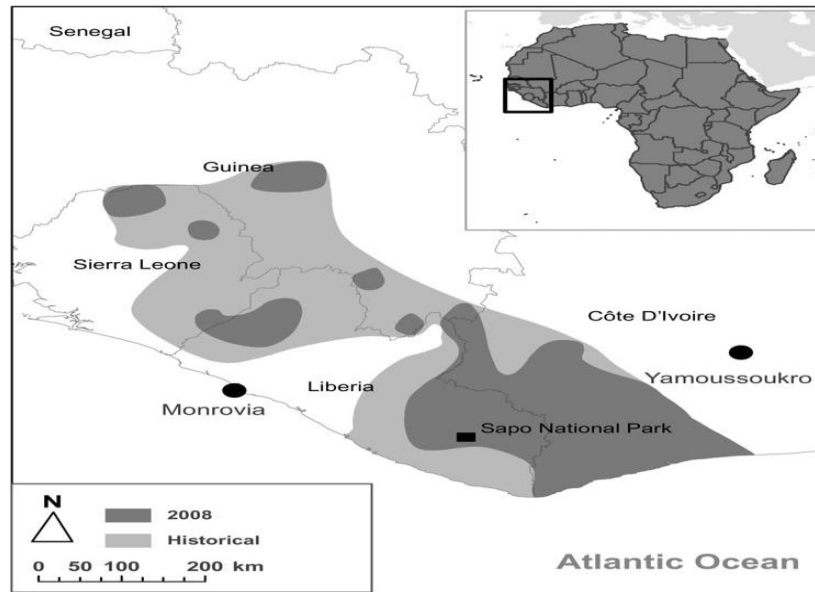 Senegal
Guinea
Sierra Leone
Côte D'Ivoire
Yamoussoukro
Liberia
Monrovia
Sapo National Park
N
2008
Historical
0 50 100 200 km
Atlantic Ocean